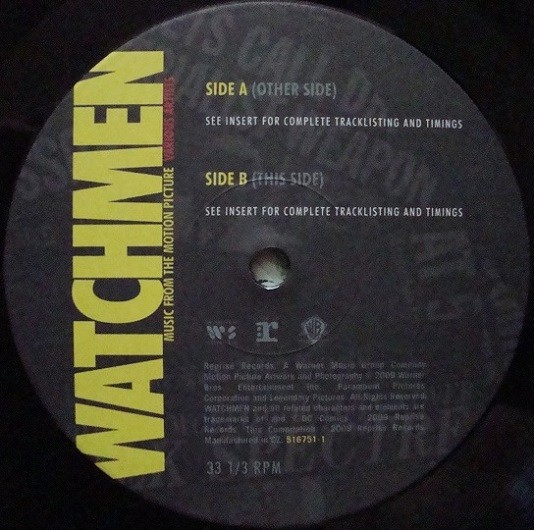 WATCHMEN
MUSIC FROM THE MOTION PICTURE VARIOUS ARTISTS
SIDE A (OTHER SIDE)
SEE INSERT FOR COMPLETE TRACKLISTING AND TIMINGS
SIDE B (THIS SIDE)
SEE INSERT FOR COMPLETE TRACKLISTING AND TIMINGS
Reprise Records, A Warner Music Group Company
Motion Picture Artwork and Photography © 2009 Warner
Bros. Entertainment Inc., Paramount Pictures
Corporation and Legendary Pictures. All Rights Reserved.
WATCHMEN and all related characters and elements are
trademarks of and © DC Comics. 2009 Reprise
Records. This Compilation 2009 Reprise Records.
Manufactured in 516751-1
33 1/3 RPM